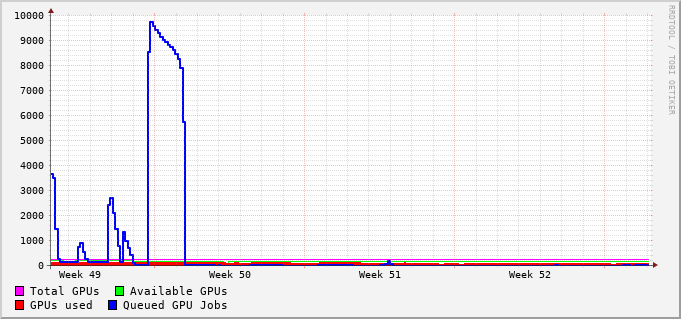 10000
9000
8000
7000
6000
5000
4000
3000
2000
1000
0
Week 49 Week 50 Week 51 Week 52
Total GPUs Available GPUs
GPUs used Queued GPU Jobs
RRDTOOL / TOBI OETIKER